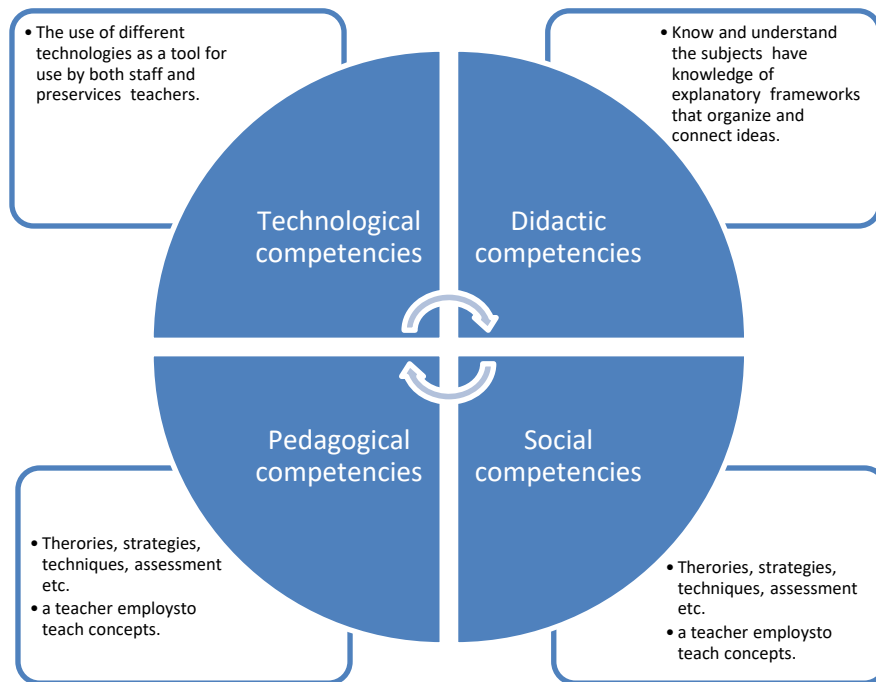 • The use of different
technologies as a tool for
use by both staff and
preservices teachers.
• Know and understand
the subjects have
knowledge of
explanatory frameworks
that organize and
connect ideas.
Technological
competencies
Didactic
competencies
Pedagogical
competencies
Social
competencies
• Therories, strategies,
techniques, assessment
etc.
• a teacher employsto
teach concepts.
• Therories, strategies,
techniques, assessment
etc.
• a teacher employsto
teach concepts.